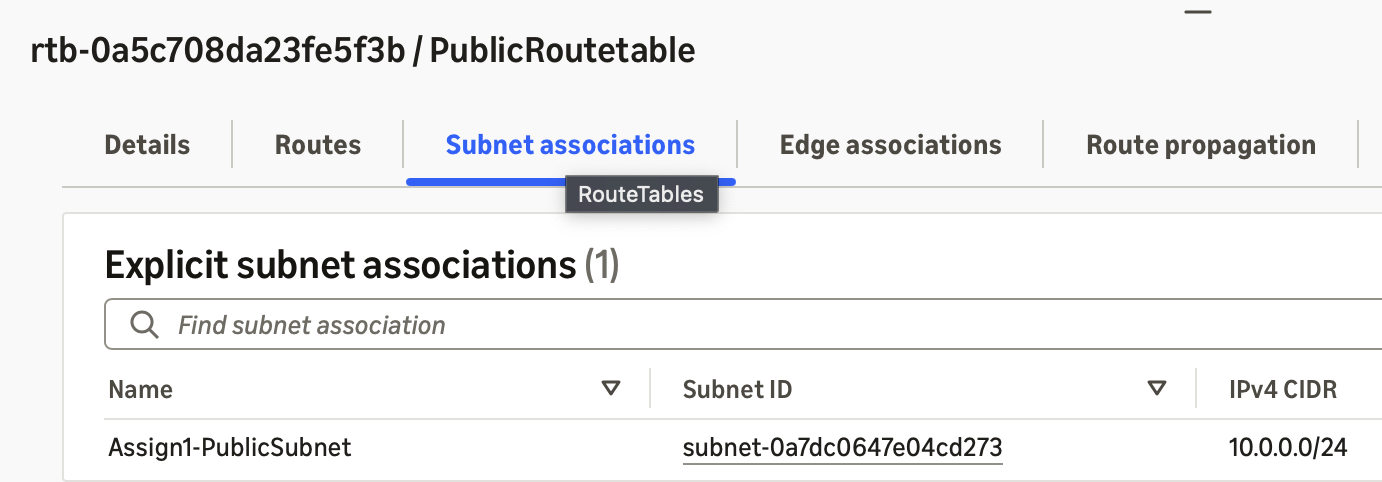 rtb-0a5c708da23fe5f3b / PublicRoutetable
Details Routes Subnet associations Edge associations Route propagation
RouteTables
Explicit subnet associations (1)
Find subnet association
Name Subnet ID IPv4 CIDR
Assign1-PublicSubnet subnet-0a7dc0647e04cd273 10.0.0.0/24